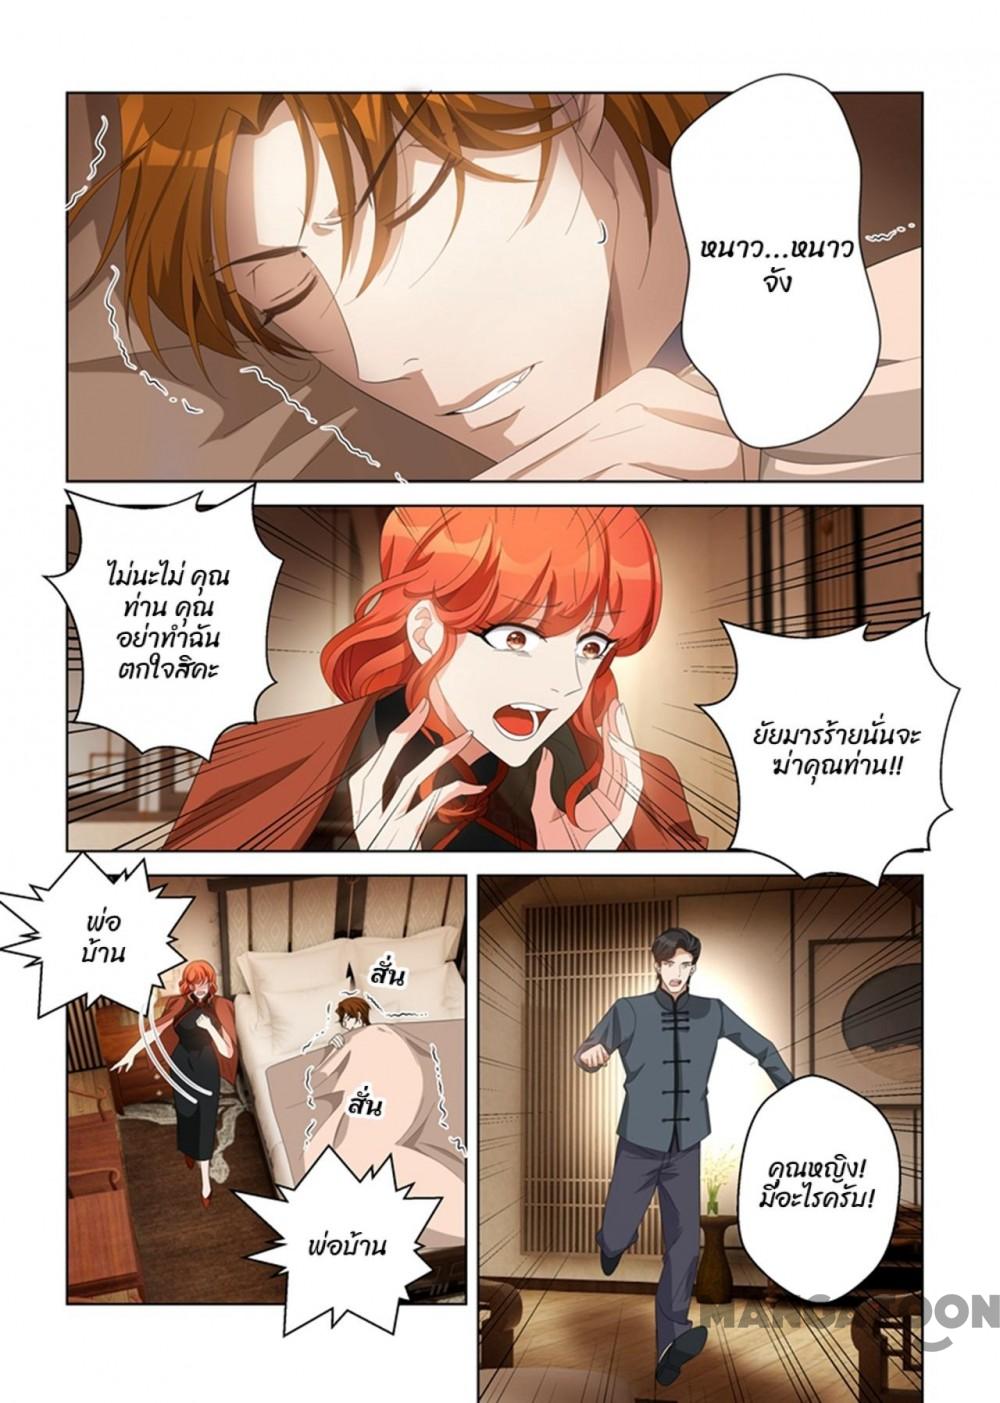 หนาว...หนาว
จัง
ไม่นะไม่ คุณ
ท่าน คุณ
อย่าทำฉัน
ตกใจสิคะ
ยัยมารร้ายนั่นจะ
ฆ่าคุณท่าน!!
พ่อ
บ้าน
สั่น
สั่น
พ่อบ้าน
คุณหญิง!
มีอะไรครับ!
MANGATOON